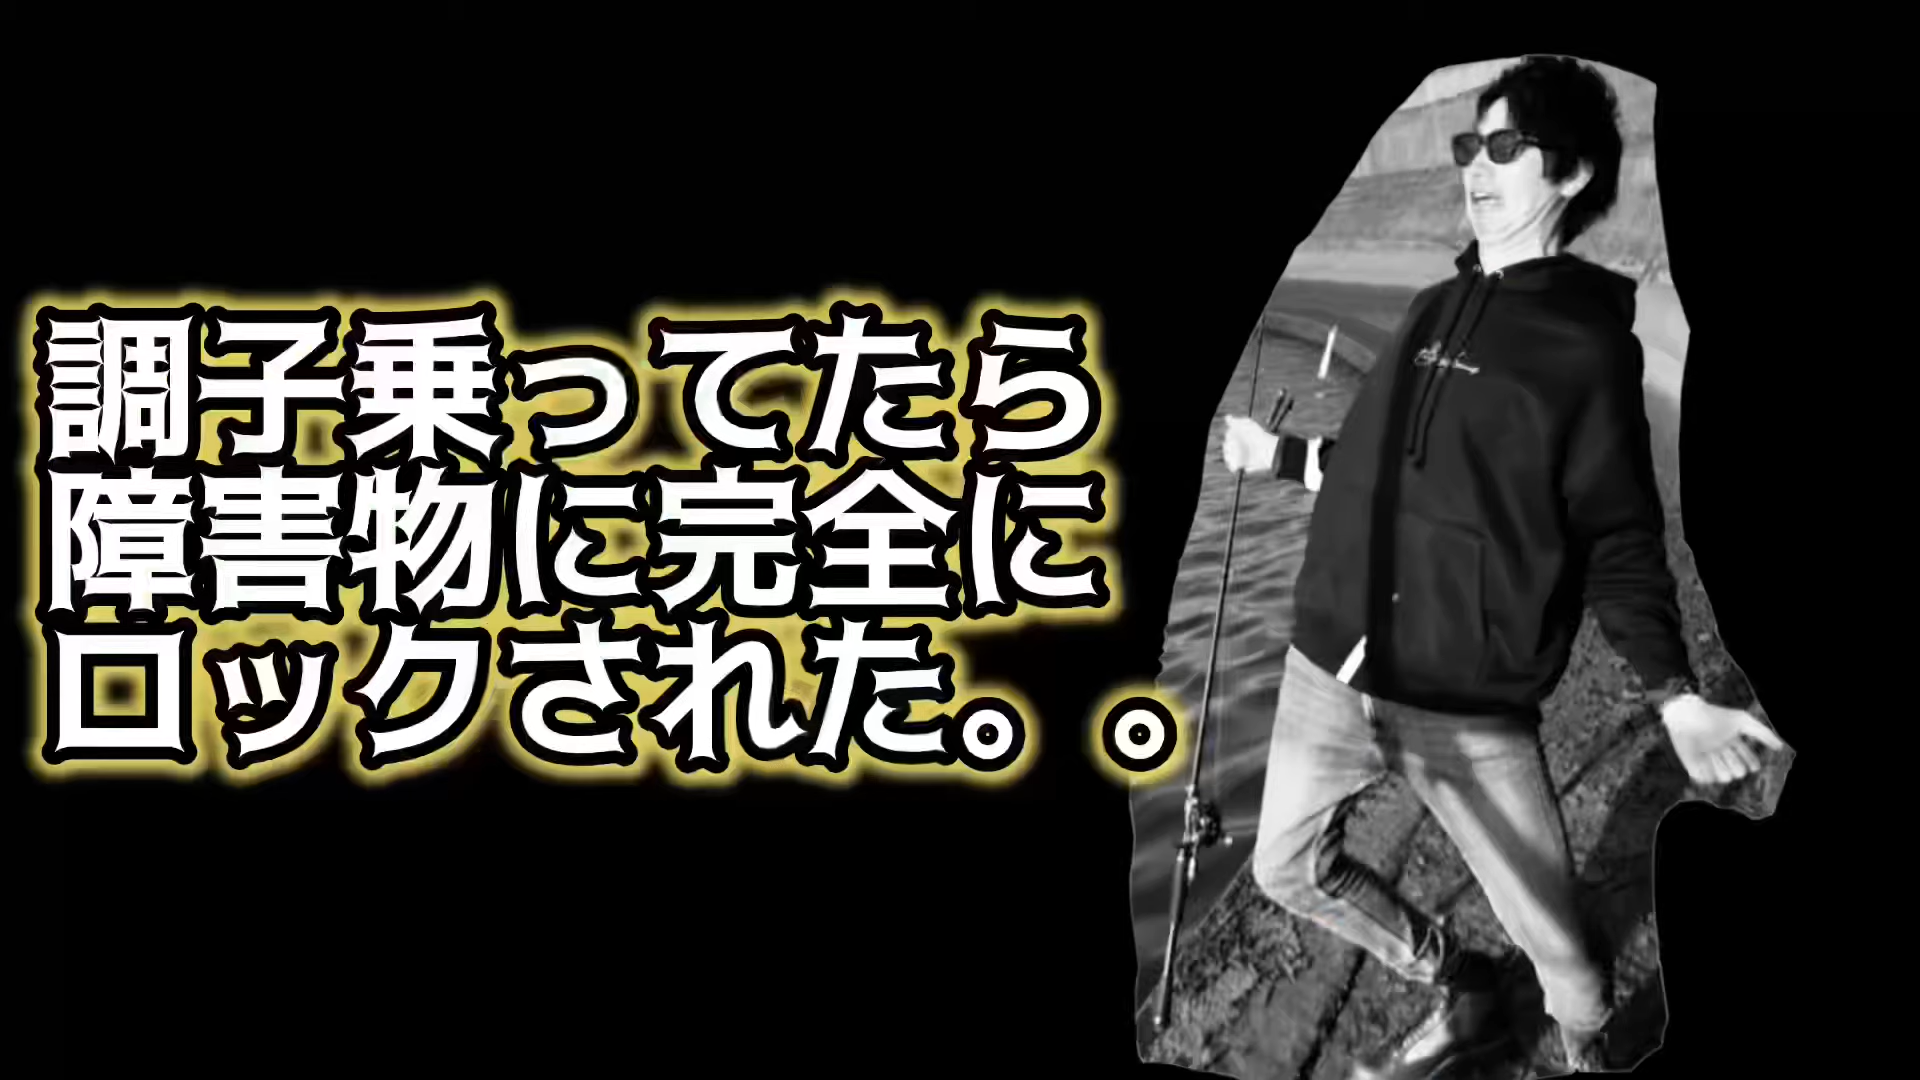 調子乗ってたら
障害物に完全に
ロックされた。。